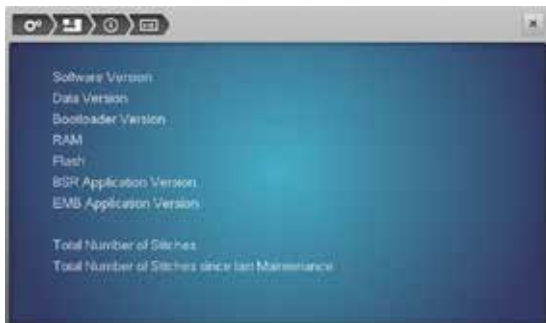 Software Version
Data Version
Bootloader Version
RAM
Flash
BSR Application Version
EMB Application Version
Total Number of Stitches
Total Number of Stitches since last Maintenance